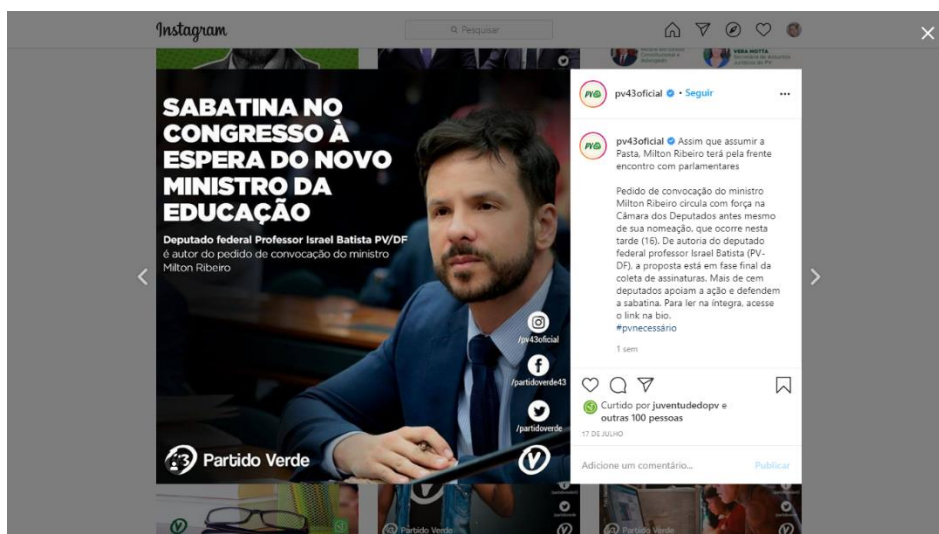 Instagram
Pesquisar
VERA MOTTA
SABATINA NO
CONGRESSO À
ESPERA DO NOVO
MINISTRO DA
EDUCAÇÃO
Deputado federal Professor Israel Batista PV/DF
é autor do pedido de convocação do ministro
Milton Ribeiro
/pv43oficial
/partidoverde43
/partidoverde
43 Partido Verde
pv43oficial • Seguir
pv43oficial Assim que assumir a
Pasta, Milton Ribeiro terá pela frente
encontro com parlamentares
Pedido de convocação do ministro
Milton Ribeiro circula com força na
Câmara dos Deputados antes mesmo
de sua nomeação, que ocorre nesta
tarde (16). De autoria do deputado
federal professor Israel Batista (PV-
DF), a proposta está em fase final da
coleta de assinaturas. Mais de cem
deputados apoiam a ação e defendem
a sabatina. Para ler na íntegra, acesse
o link na bio.
#pvnecessário
1 sem
Curtido por juventudedopv e
outras 100 pessoas
17 DE JULHO
Adicione um comentário... Publicar
Partido Verde
Partido Verde